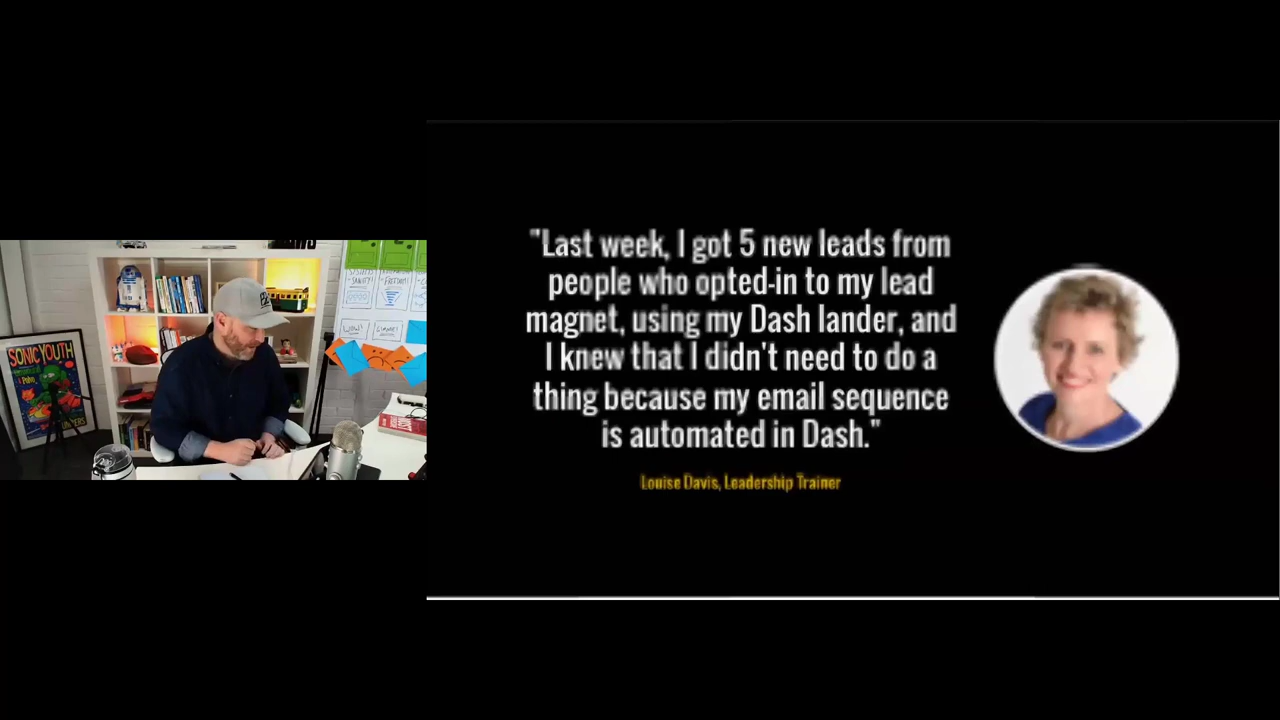 SONIC YOUTH
WOW!
"Last week, I got 5 new leads from
people who opted-in to my lead
magnet, using my Dash lander, and
I knew that I didn't need to do a
thing because my email sequence
is automated in Dash."
Louise Davis, Leadership Trainer